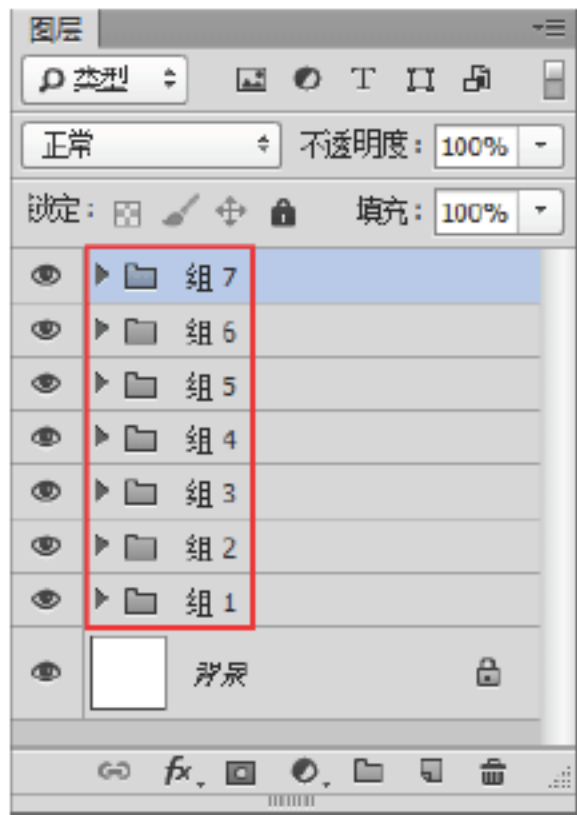 图层
类型 T
正常 不透明度: 100%
锁定: 填充: 100%
组 7
组 6
组 5
组 4
组 3
组 2
组 1
背景
fx